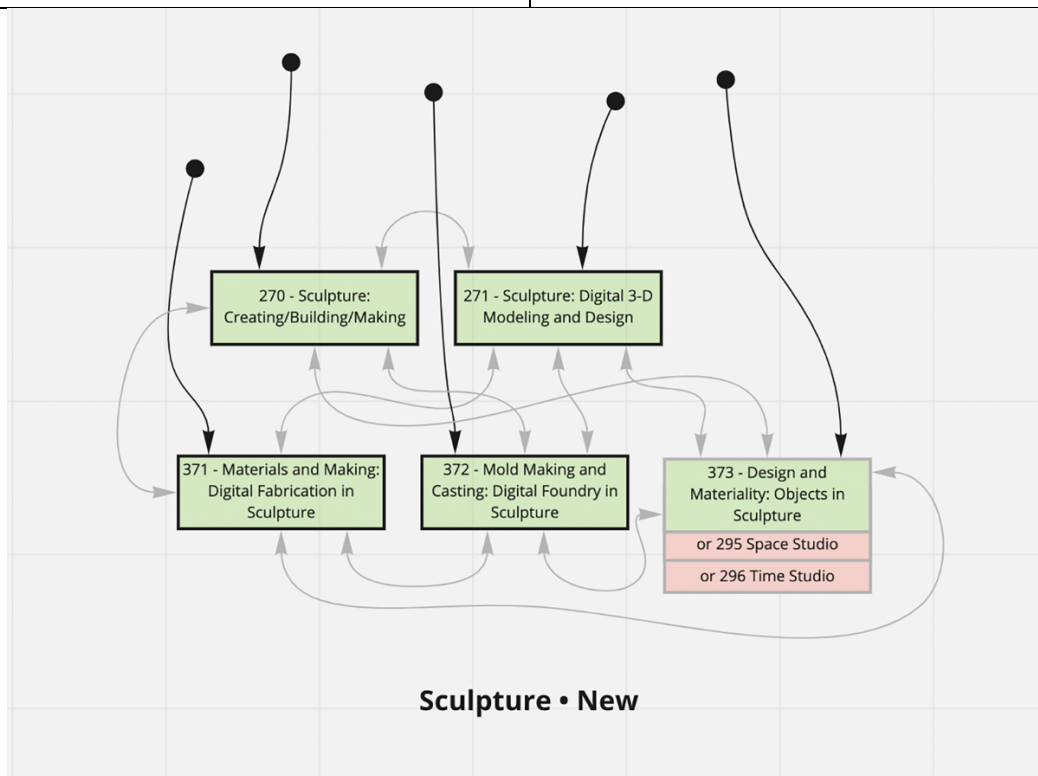 270 - Sculpture:
Creating/Building/Making
271 - Sculpture: Digital 3-D
Modeling and Design
371 - Materials and Making:
Digital Fabrication in
Sculpture
372 - Mold Making and
Casting: Digital Foundry in
Sculpture
373 - Design and
Materiality: Objects in
Sculpture
or 295 Space Studio
or 296 Time Studio
Sculpture • New